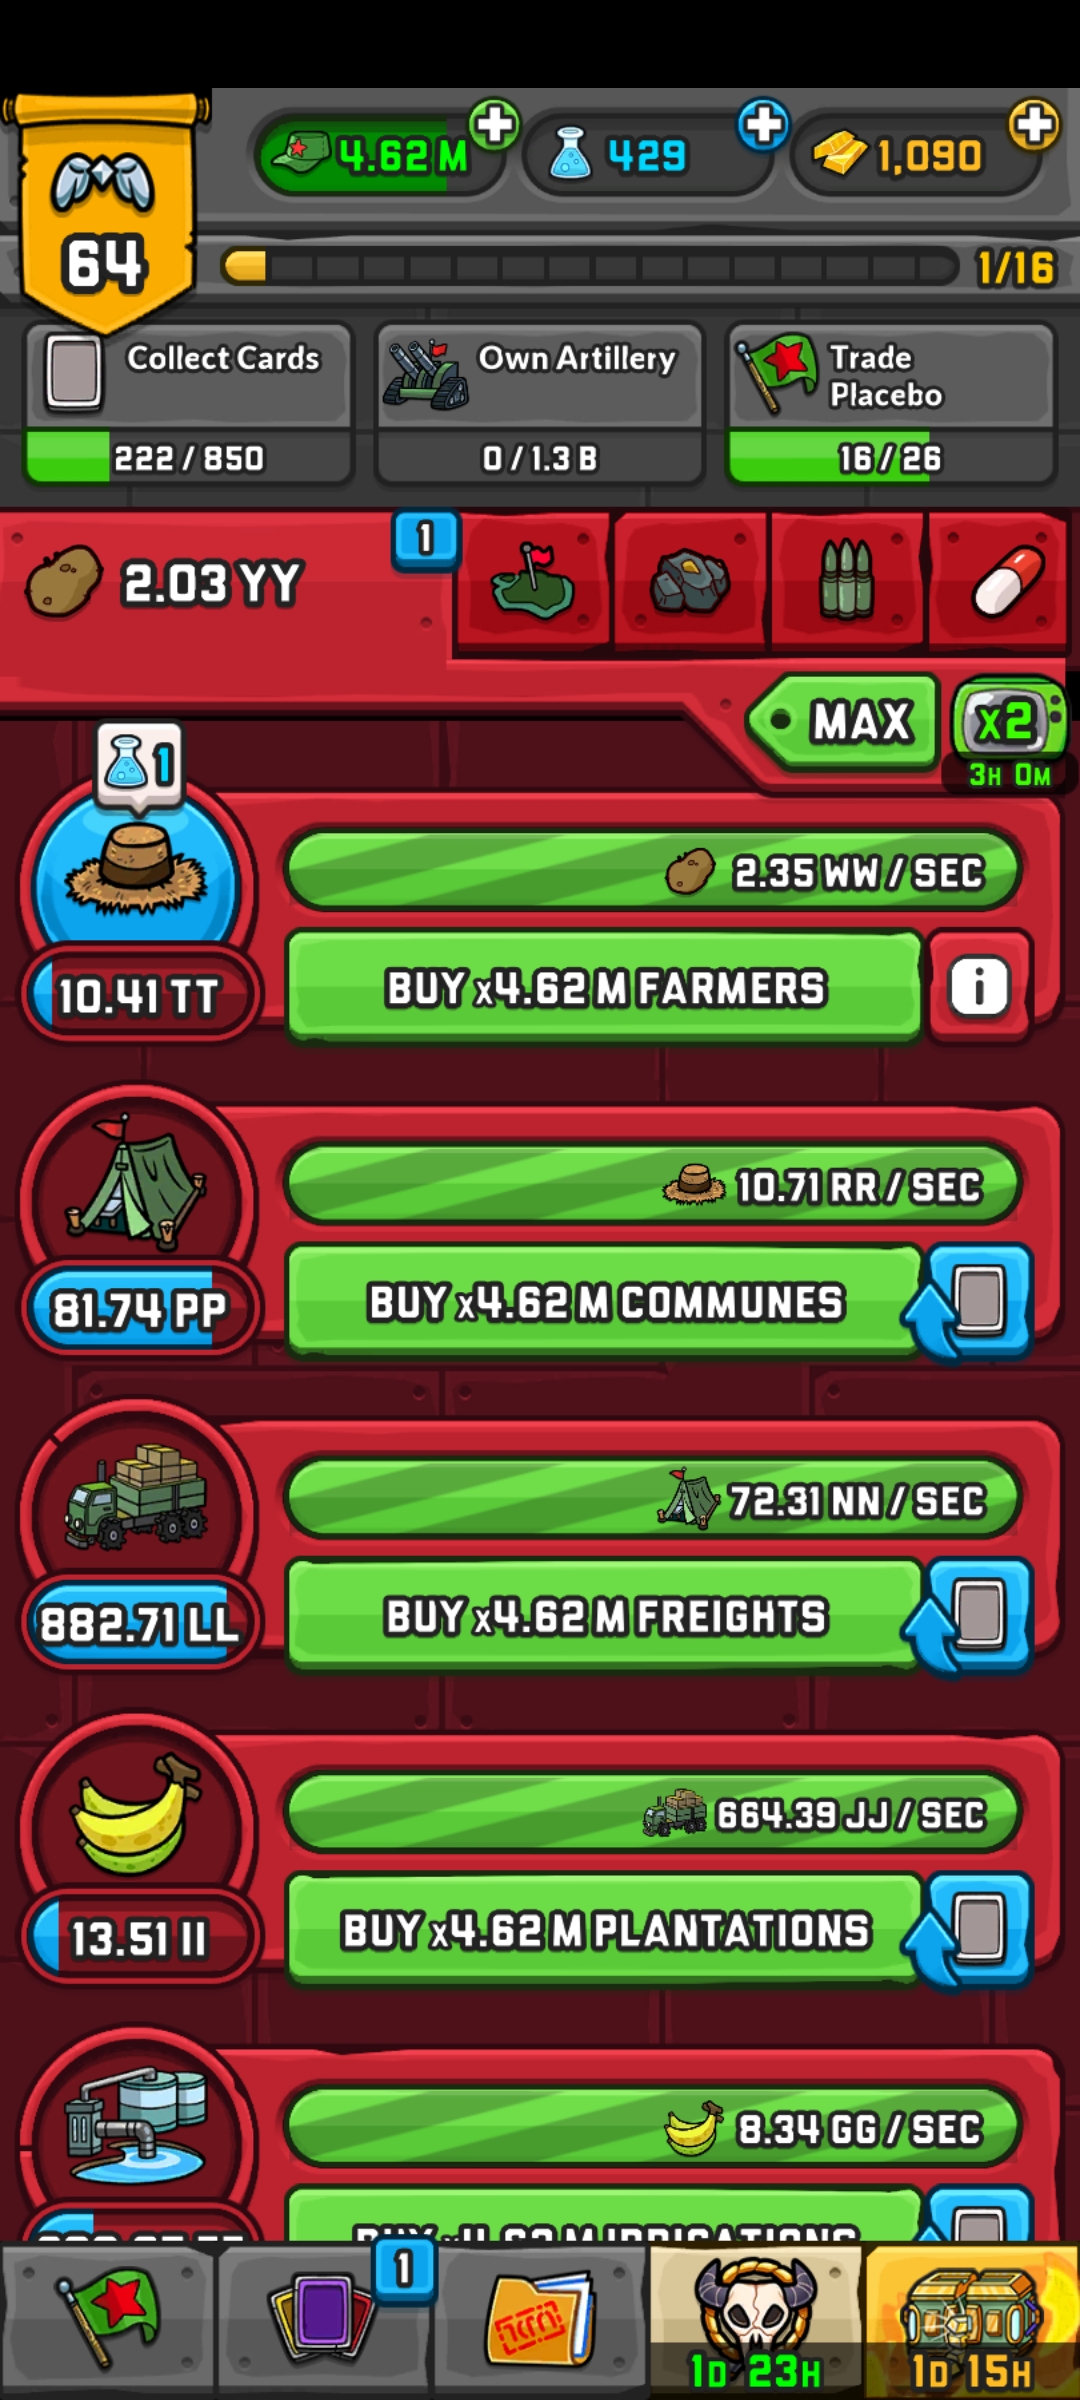 4.62 M
429
1,090
64
1/16
Collect Cards
222 / 850
Own Artillery
0 / 1.3 B
Trade
Placebo
16 / 26
2.03 YY
1
MAX
x2
3H 0M
1
2.35 WW / SEC
10.41 TT
BUY x4.62 M FARMERS
i
10.71 RR / SEC
81.74 PP
BUY x4.62 M COMMUNES
72.31 NN / SEC
882.71 LL
BUY x4.62 M FREIGHTS
664.39 JJ / SEC
13.51 II
BUY x4.62 M PLANTATIONS
8.34 GG / SEC
BUY x4.62 M IRRIGATIONS
1
1D 23H
1D 15H